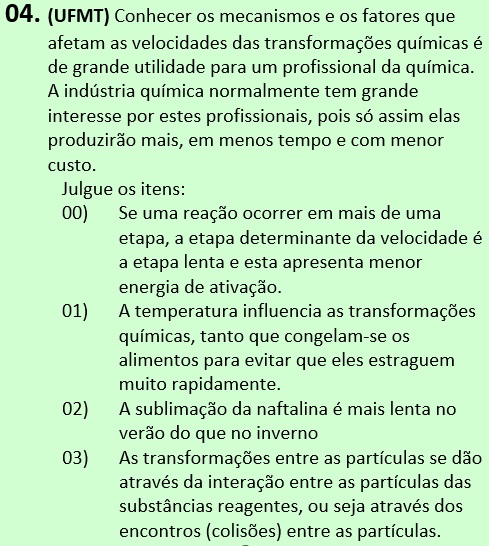 04. (UFMT) Conhecer os mecanismos e os fatores que
afetam as velocidades das transformações químicas é
de grande utilidade para um profissional da química.
A indústria química normalmente tem grande
interesse por estes profissionais, pois só assim elas
produzirão mais, em menos tempo e com menor
custo.
Julgue os itens:
00) Se uma reação ocorrer em mais de uma
etapa, a etapa determinante da velocidade é
a etapa lenta e esta apresenta menor
energia de ativação.
01) A temperatura influencia as transformações
químicas, tanto que congelam-se os
alimentos para evitar que eles estraguem
muito rapidamente.
02) A sublimação da naftalina é mais lenta no
verão do que no inverno
03) As transformações entre as partículas se dão
através da interação entre as partículas das
substâncias reagentes, ou seja através dos
encontros (colisões) entre as partículas.